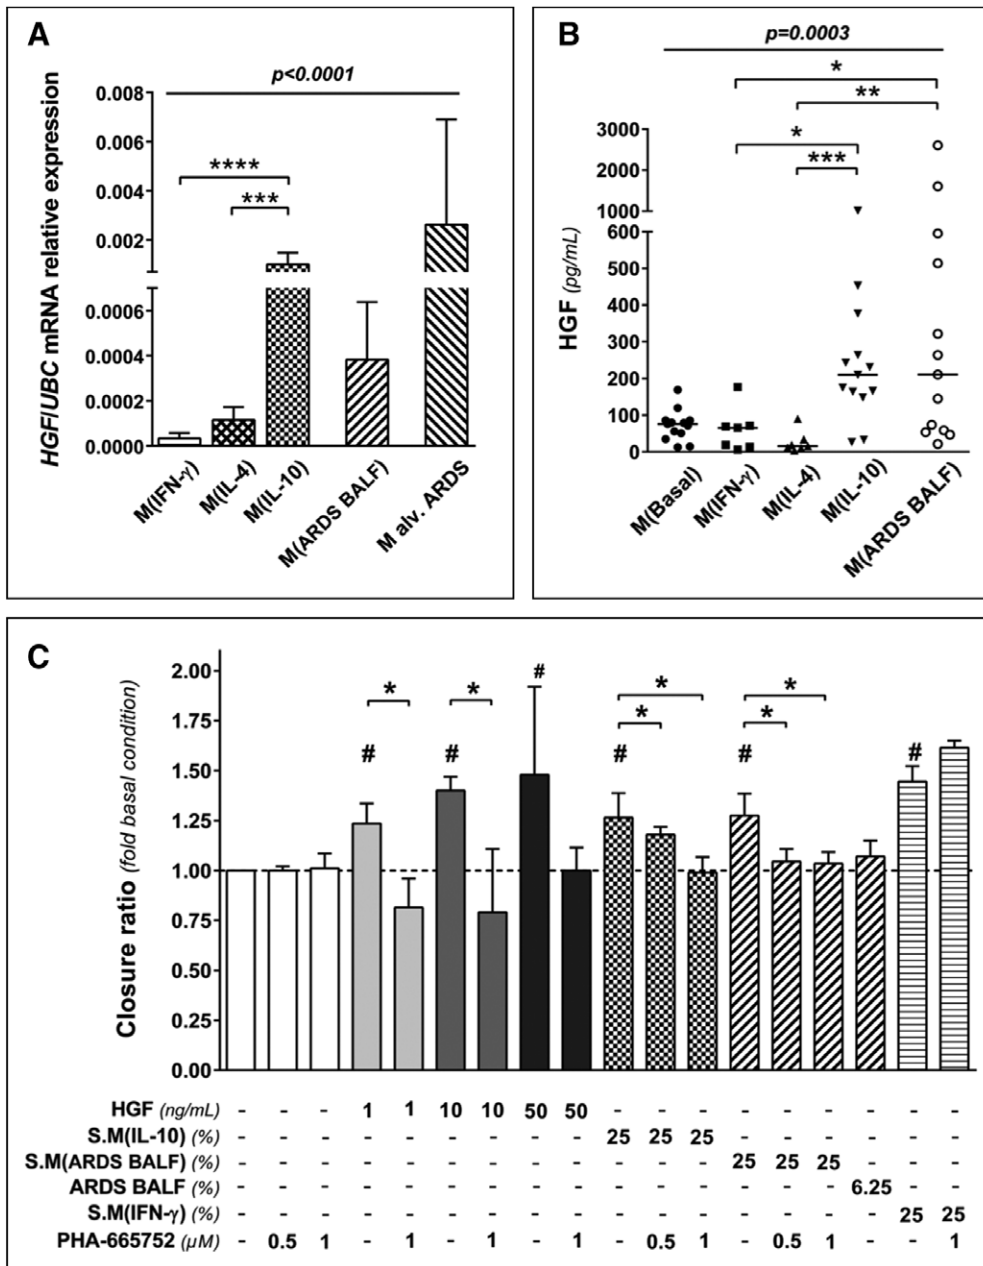 A
p<0.0001
HGF/UBC mRNA relative expression
0.008
0.006
0.004
0.002
0.0006
0.0004
0.0002
0.0000
****
***
M(IFN-γ)
M(IL-4)
M(IL-10)
M(ARDS BALF)
M alv. ARDS
B
p=0.0003
*
**
*
***
HGF (pg/mL)
3000
2000
1000
600
500
400
300
200
100
0
M(Basal)
M(IFN-γ)
M(IL-4)
M(IL-10)
M(ARDS BALF)
C
Closure ratio (fold basal condition)
2.00
1.75
1.50
1.25
1.00
0.75
0.50
0.25
0.00
# * # * # # * * # * * #
HGF (ng/mL) - - - 1 1 10 10 50 50 - - - - - - - - -
S.M(IL-10) (%) - - - - - - - - - 25 25 25 - - - - - -
S.M(ARDS BALF) (%) - - - - - - - - - - - - 25 25 25 - - -
ARDS BALF (%) - - - - - - - - - - - - - - - 6.25 - -
S.M(IFN-γ) (%) - - - - - - - - - - - - - - - - 25 25
PHA-665752 (μM) - 0.5 1 - 1 - 1 - 1 - 0.5 1 - 0.5 1 - - 1